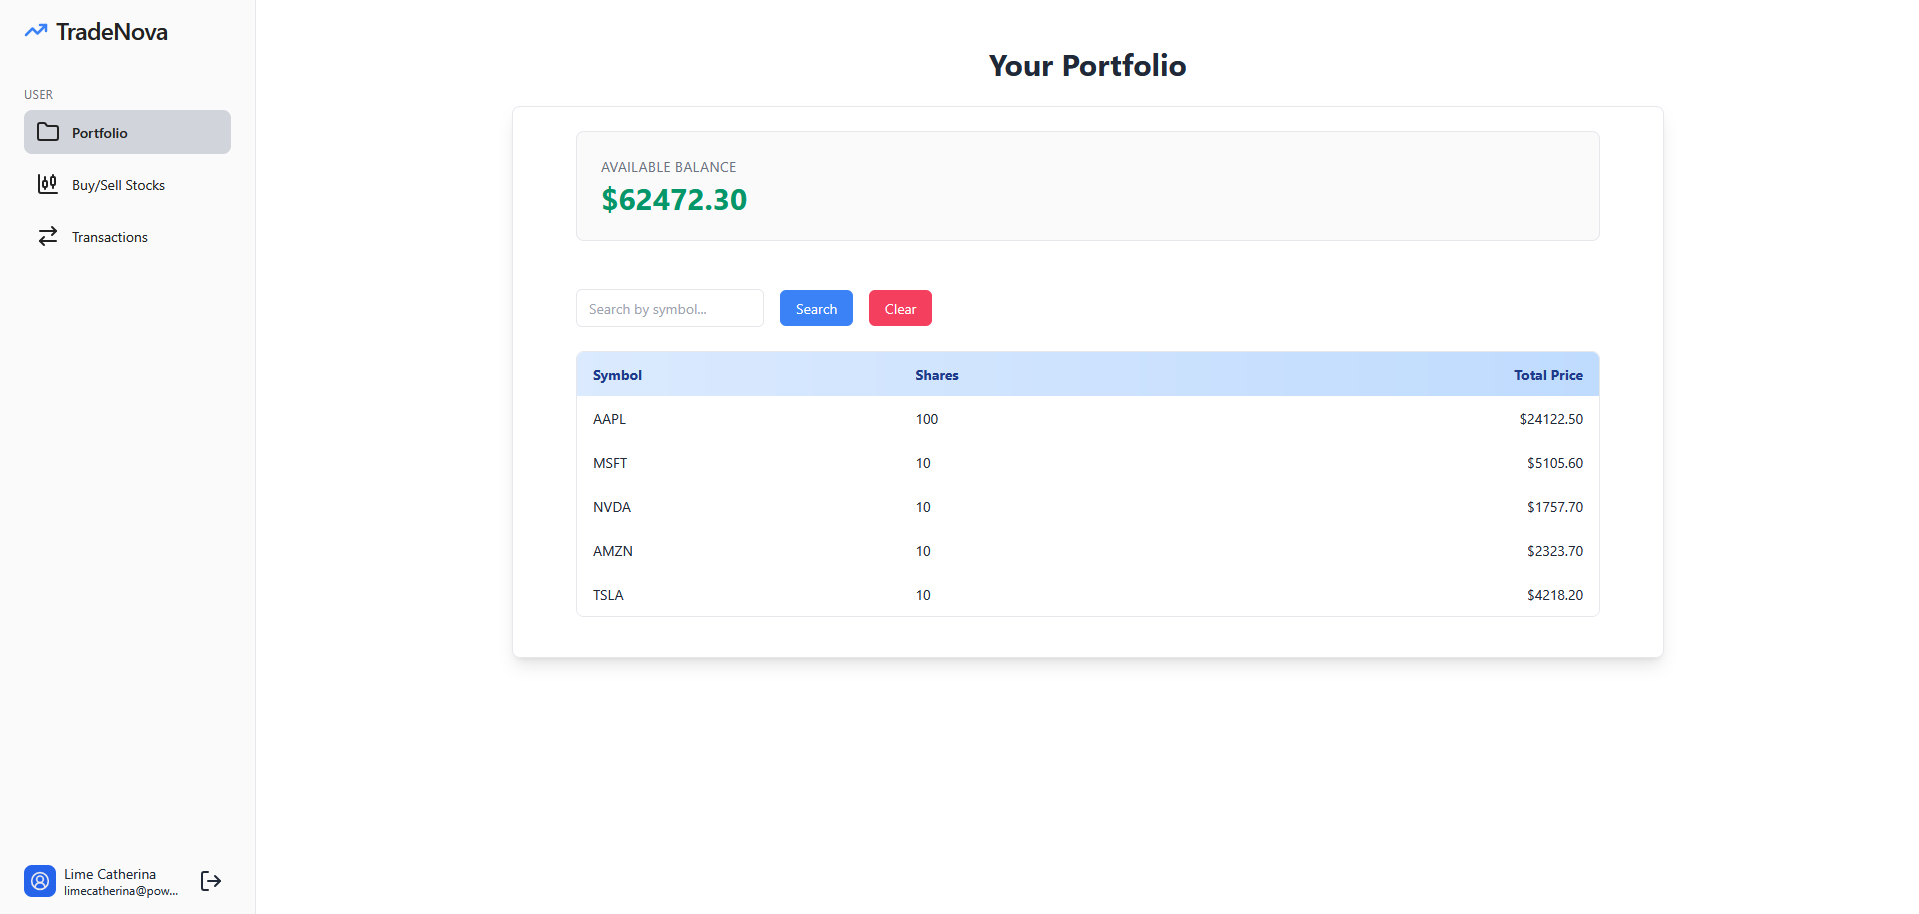 TradeNova
USER
Portfolio
Buy/Sell Stocks
Transactions
Lime Catherina
limecatherina@pow...
Your Portfolio
AVAILABLE BALANCE
$62472.30
Search by symbol... Search Clear
Symbol Shares Total Price
AAPL 100 $24122.50
MSFT 10 $5105.60
NVDA 10 $1757.70
AMZN 10 $2323.70
TSLA 10 $4218.20